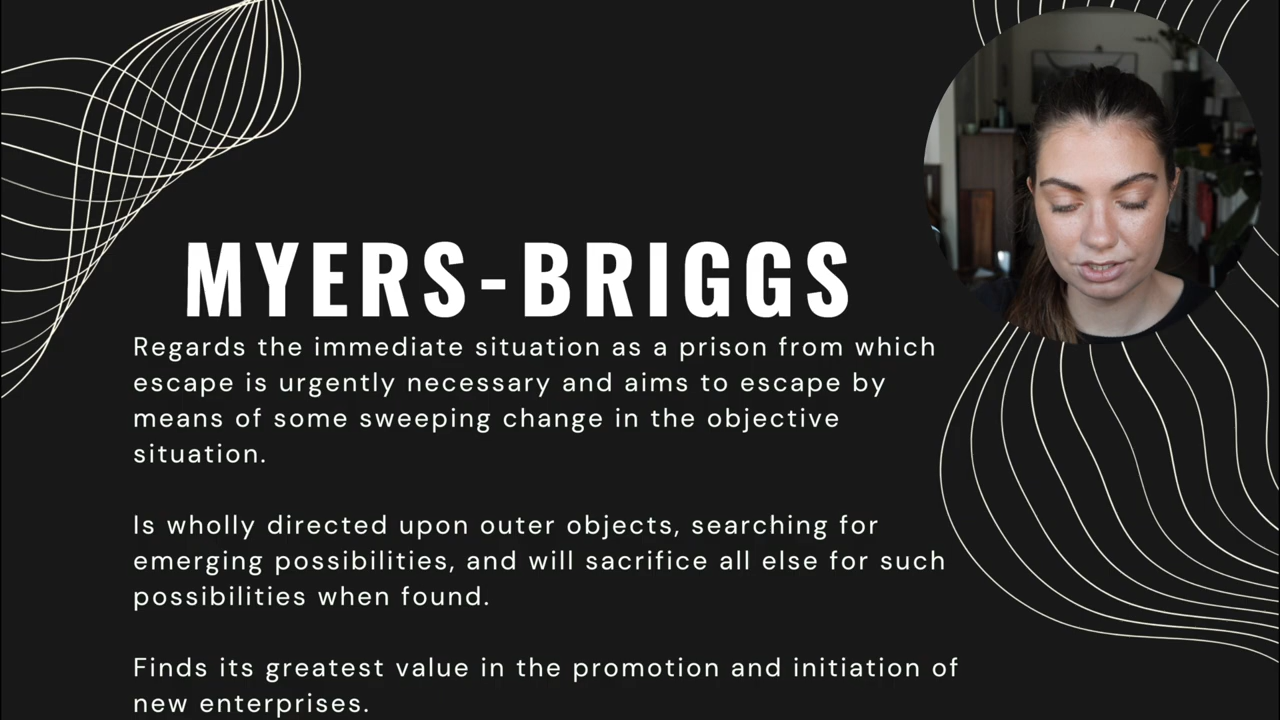 MYERS-BRIGGS
Regards the immediate situation as a prison from which
escape is urgently necessary and aims to escape by
means of some sweeping change in the objective
situation.
Is wholly directed upon outer objects, searching for
emerging possibilities, and will sacrifice all else for such
possibilities when found.
Finds its greatest value in the promotion and initiation of
new enterprises.